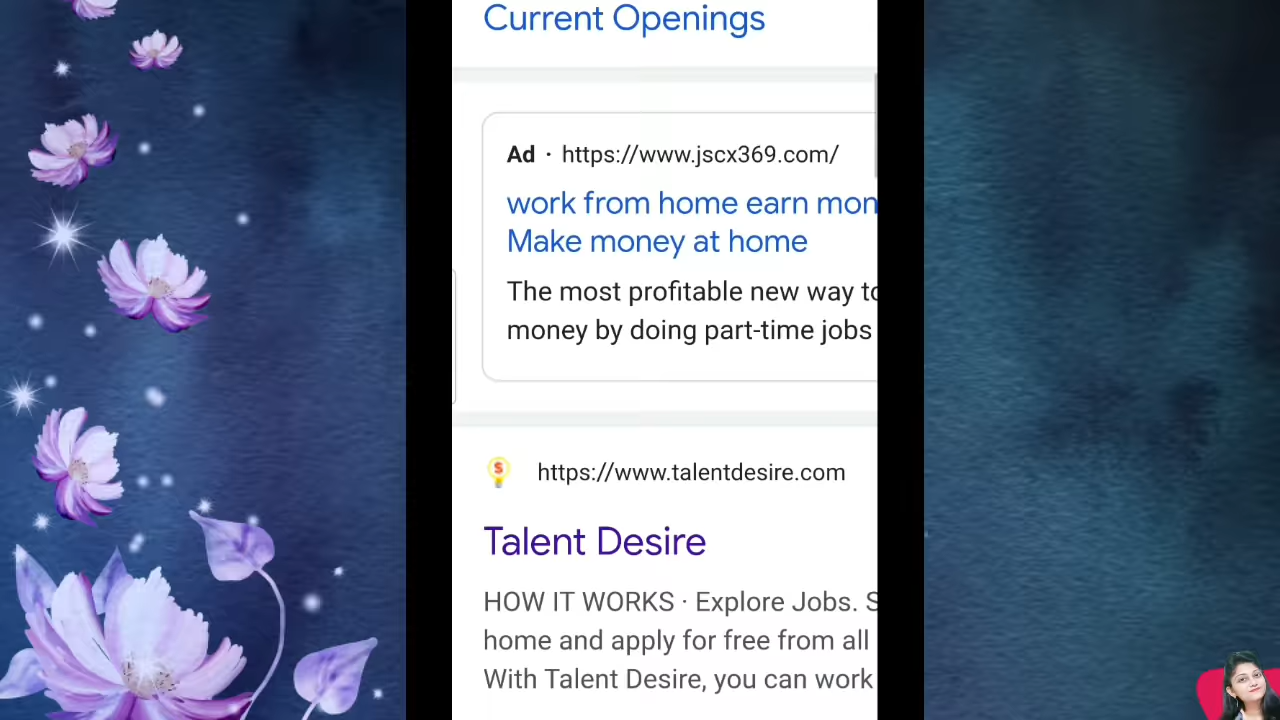 Current Openings
Ad · https://www.jscx369.com/
work from home earn mon
Make money at home
The most profitable new way to
money by doing part-time jobs
https://www.talentdesire.com
Talent Desire
HOW IT WORKS · Explore Jobs. S
home and apply for free from all
With Talent Desire, you can work